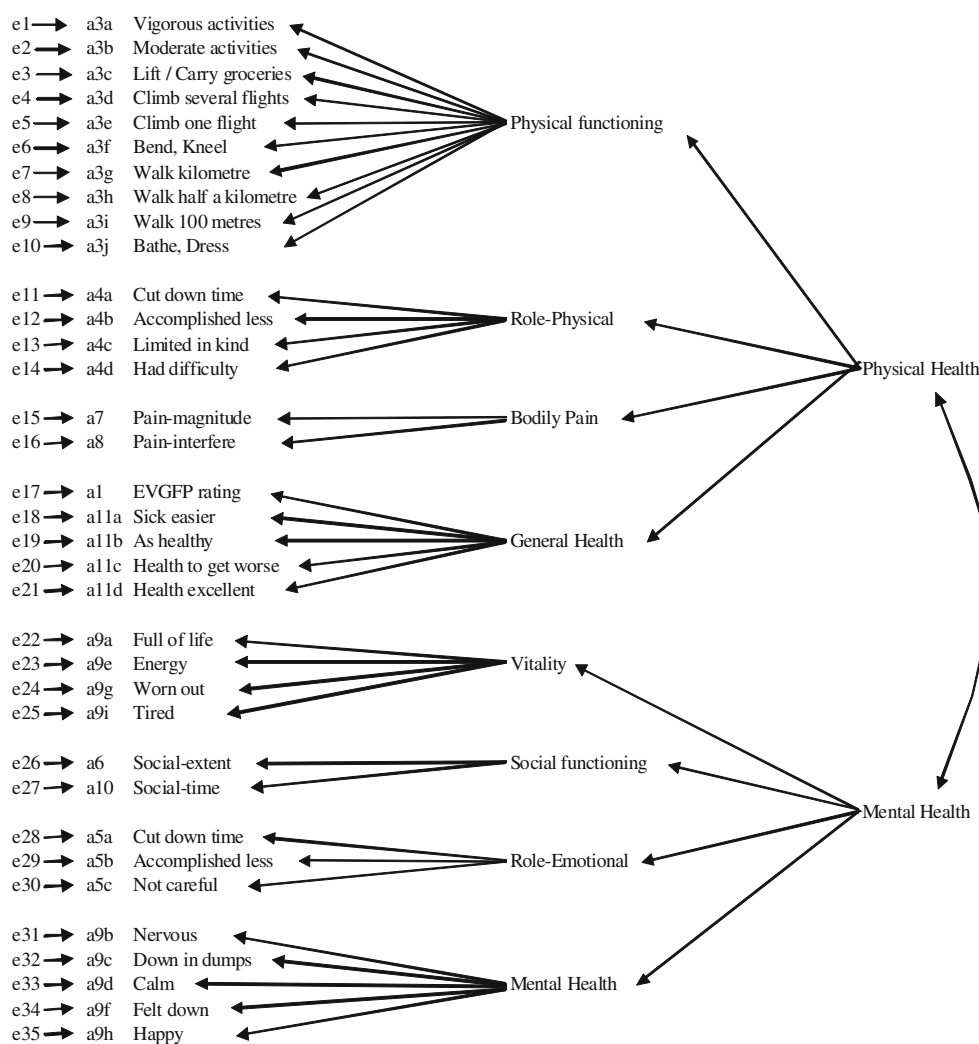 e1 a3a Vigorous activities
e2 a3b Moderate activities
e3 a3c Lift / Carry groceries
e4 a3d Climb several flights
e5 a3e Climb one flight
Physical functioning
e6 a3f Bend, Kneel
e7 a3g Walk kilometre
e8 a3h Walk half a kilometre
e9 a3i Walk 100 metres
e10 a3j Bathe, Dress
e11 a4a Cut down time
e12 a4b Accomplished less
Role-Physical
e13 a4c Limited in kind
e14 a4d Had difficulty
Physical Health
e15 a7 Pain-magnitude
Bodily Pain
e16 a8 Pain-interfere
e17 a1 EVGFP rating
e18 a11a Sick easier
e19 a11b As healthy
General Health
e20 a11c Health to get worse
e21 a11d Health excellent
e22 a9a Full of life
e23 a9e Energy
Vitality
e24 a9g Worn out
e25 a9i Tired
e26 a6 Social-extent
Social functioning
e27 a10 Social-time
Mental Health
e28 a5a Cut down time
e29 a5b Accomplished less
Role-Emotional
e30 a5c Not careful
e31 a9b Nervous
e32 a9c Down in dumps
e33 a9d Calm
Mental Health
e34 a9f Felt down
e35 a9h Happy